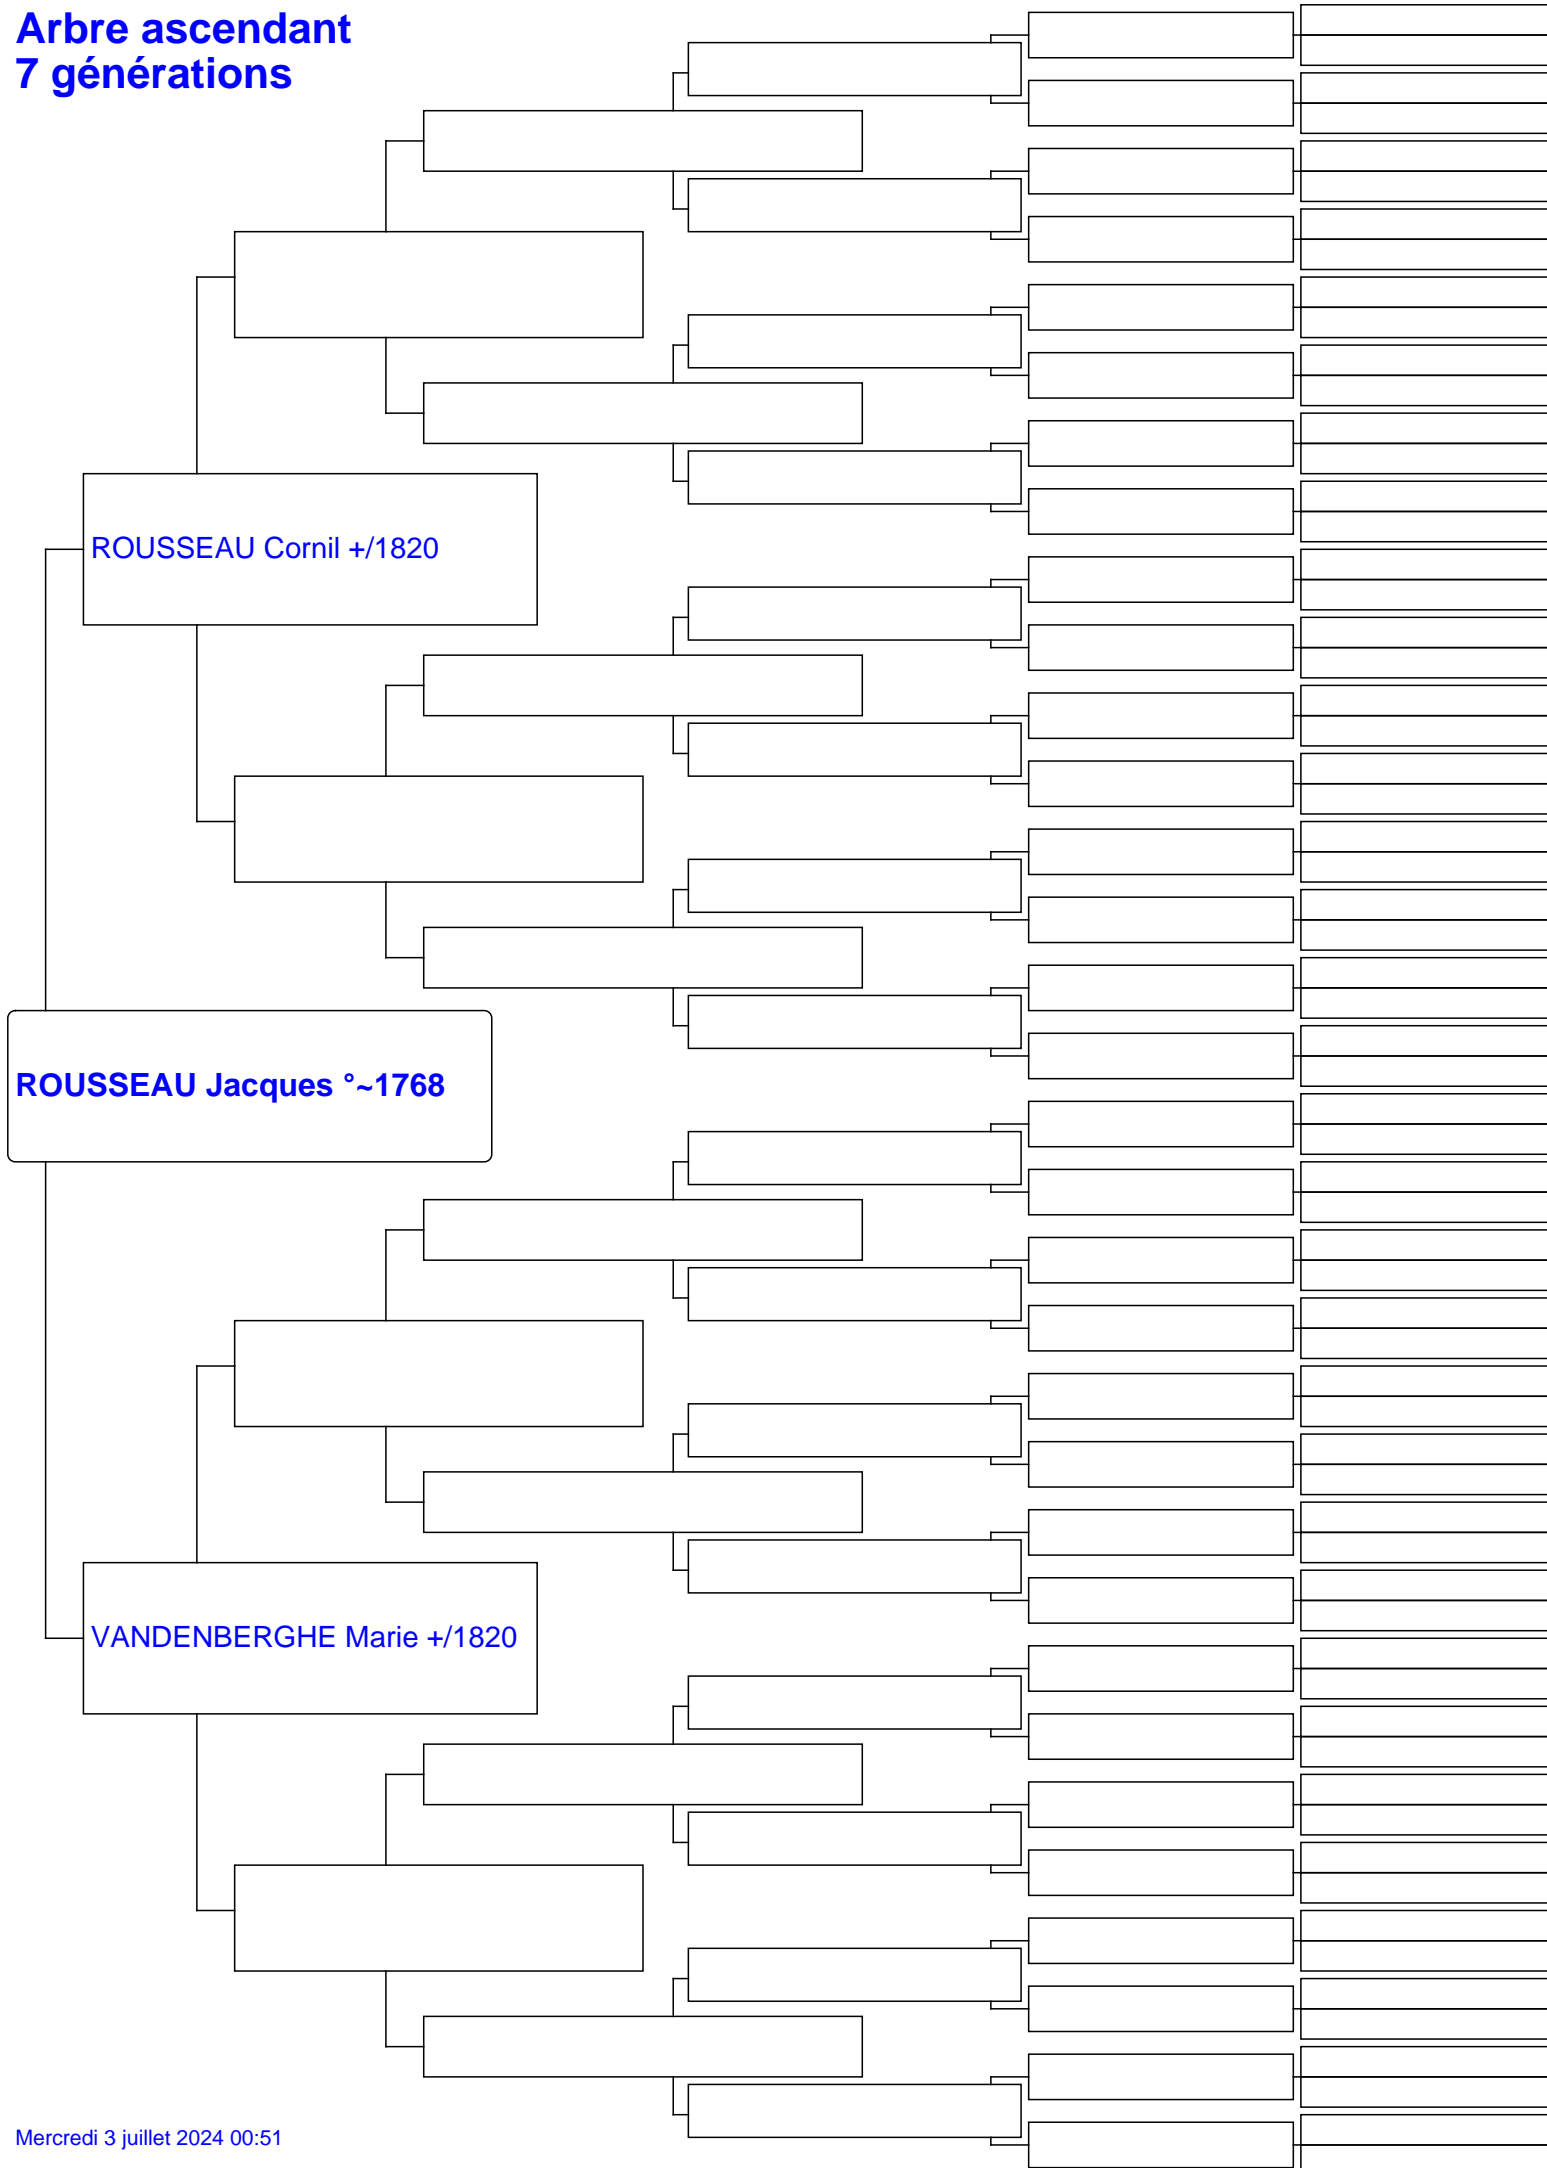 Arbre ascendant
7 générations
ROUSSEAU Cornil +/1820
ROUSSEAU Jacques °~1768
VANDENBERGHE Marie +/1820
Mercredi 3 juillet 2024 00:51